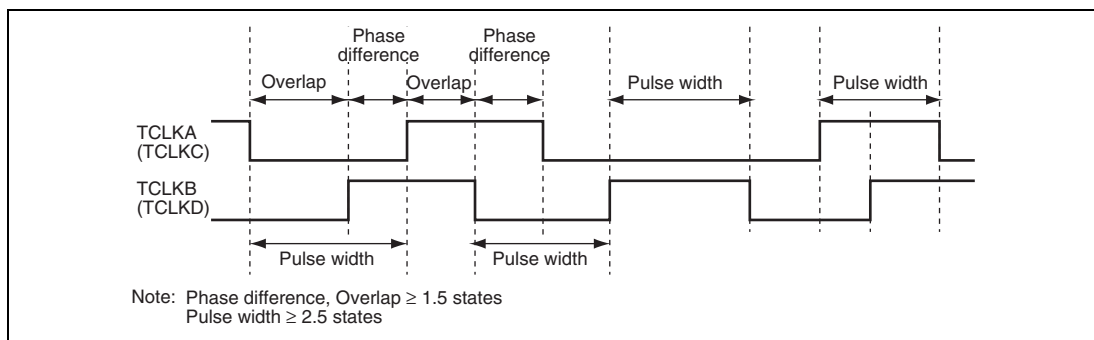 Phase
difference
Phase
difference
Overlap
Overlap
Pulse width
Pulse width
TCLKA
(TCLKC)
TCLKB
(TCLKD)
Pulse width
Pulse width
Note: Phase difference, Overlap ≥ 1.5 states
Pulse width ≥ 2.5 states